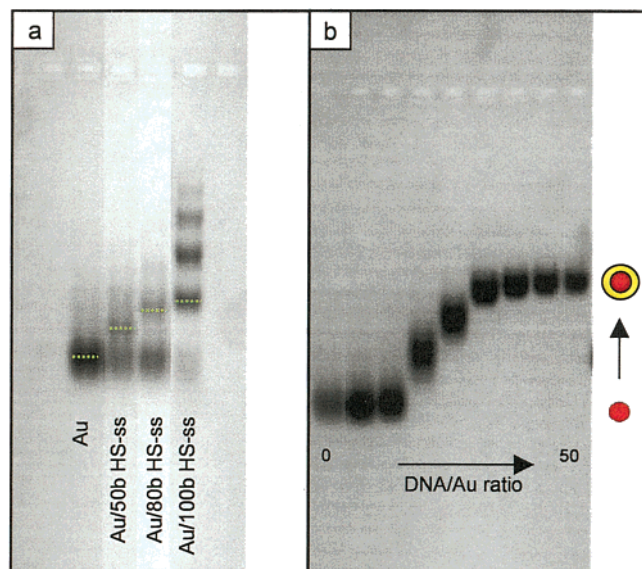 a
b
Au
Au/50b HS-ss
Au/80b HS-ss
Au/100b HS-ss
0
50
DNA/Au ratio